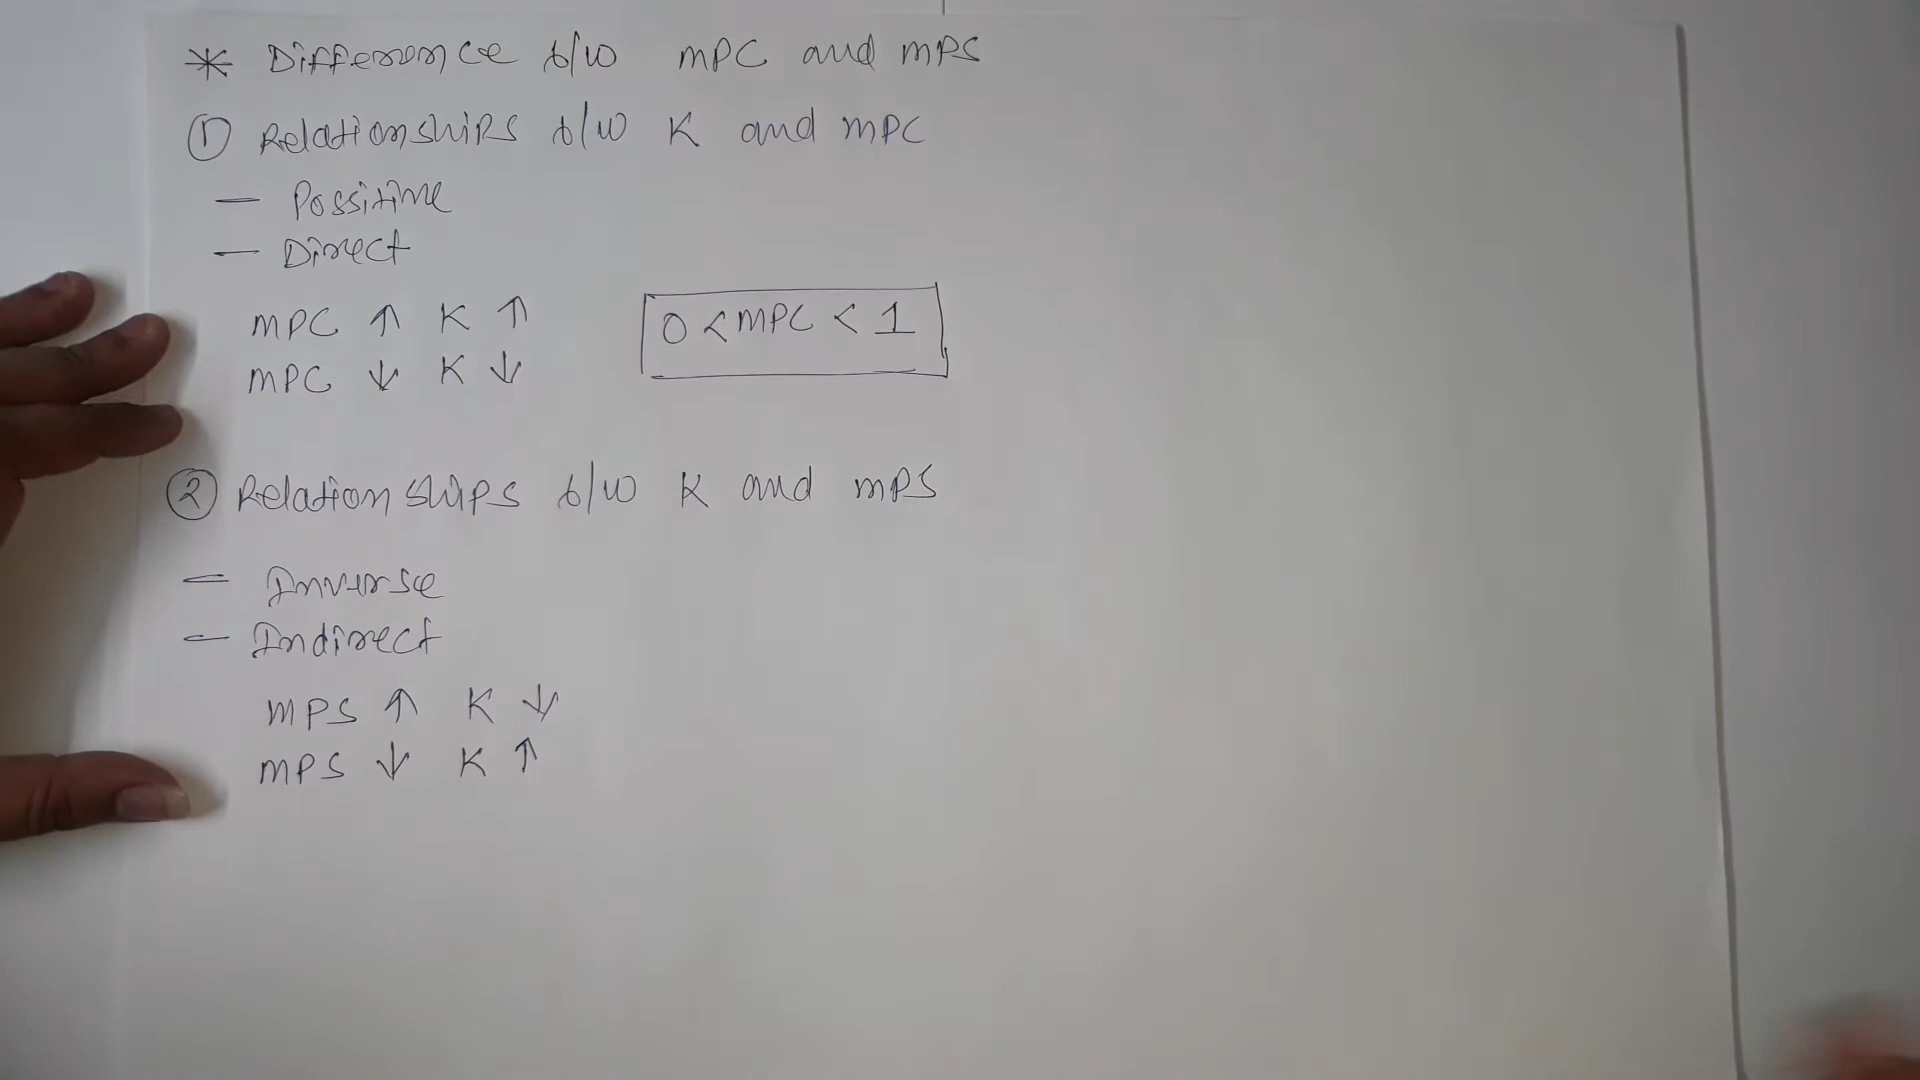 * Difference b/w MPC and MPS
① Relationships b/w K and MPC
— Possitive
— Direct
MPC ↑ K ↑
0 < MPC < 1
MPC ↓ K ↓
② Relationships b/w K and MPS
— Inverse
— Indirect
MPS ↑ K ↓
MPS ↓ K ↑